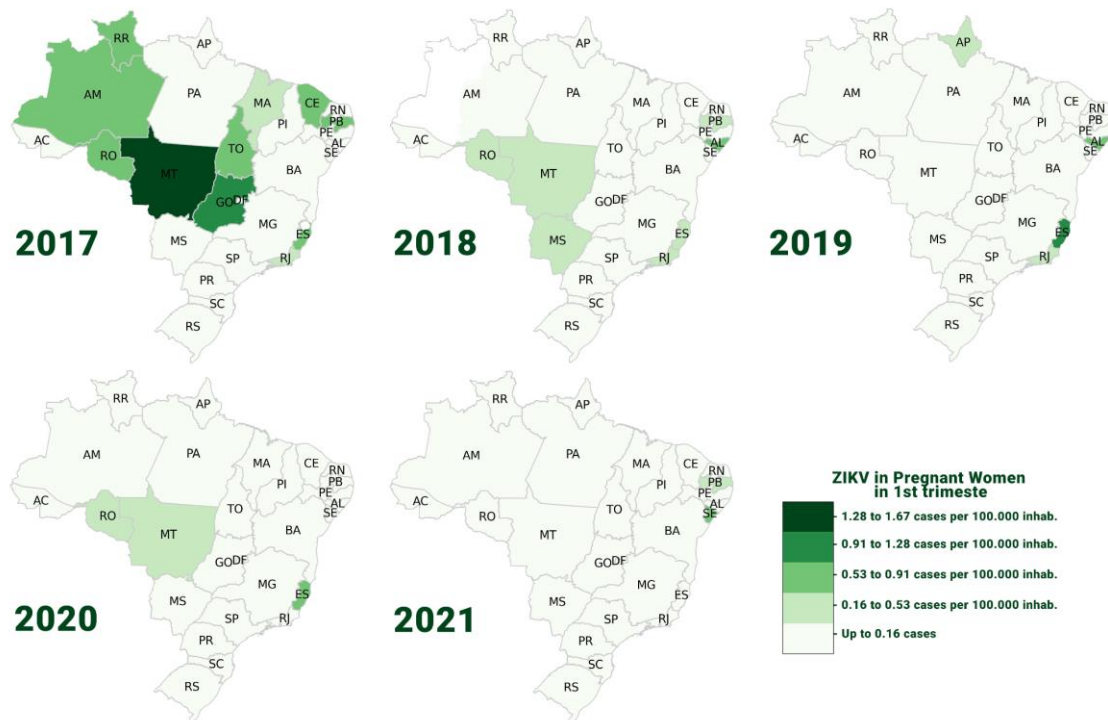 RR
AP
AM
PA
MA
CE
RN
PB
PI
PE
AC
AL
SE
RO
TO
MT
BA
GO
DF
MG
ES
MS
SP
RJ
PR
SC
RS
2017
RR
AP
AM
PA
MA
CE
RN
PB
PI
PE
AC
AL
SE
RO
TO
MT
BA
GO
DF
MG
ES
MS
SP
RJ
PR
SC
RS
2018
RR
AP
AM
PA
MA
CE
RN
PB
PI
PE
AC
AL
SE
RO
TO
MT
BA
GO
DF
MG
ES
MS
SP
RJ
PR
SC
RS
2019
RR
AP
AM
PA
MA
CE
RN
PB
PI
PE
AC
AL
SE
RO
TO
MT
BA
GO
DF
MG
ES
MS
SP
RJ
PR
SC
RS
2020
RR
AP
AM
PA
MA
CE
RN
PB
PI
PE
AC
AL
SE
RO
TO
MT
BA
GO
DF
MG
ES
MS
SP
RJ
PR
SC
RS
2021
ZIKV in Pregnant Women
in 1st trimeste
1.28 to 1.67 cases per 100.000 inhab.
0.91 to 1.28 cases per 100.000 inhab.
0.53 to 0.91 cases per 100.000 inhab.
0.16 to 0.53 cases per 100.000 inhab.
Up to 0.16 cases